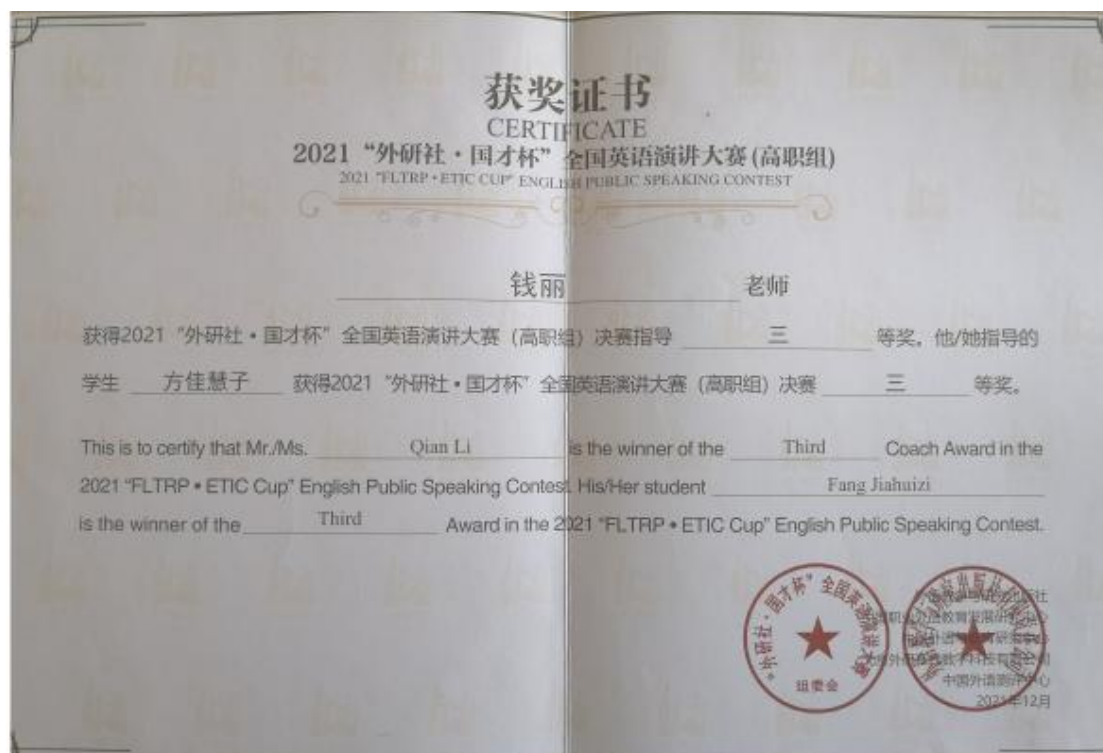 获奖证书
CERTIFICATE
2021 “外研社·国才�”全国英语演讲大赛(高职组)
2021 "FLTRP•ETIC CUP" ENGLISH PUBLIC SPEAKING CONTEST
钱丽 老师
获得2021 “外研社·国才杯” 全国英语演讲大赛（高职组）决赛指导 三 等奖。他/她指导的
学生 方佳慧子 获得2021 “外研社·国才杯” 全国英语演讲大赛（高职组）决赛 三 等奖。
This is to certify that Mr./Ms. Qian Li is the winner of the Third Coach Award in the
2021 "FLTRP•ETIC Cup" English Public Speaking Contest. His/Her student Fang Jiahuizi
is the winner of the Third Award in the 2021 "FLTRP•ETIC Cup" English Public Speaking Contest.
“外研社·国才杯”全国英语演讲大赛
组委会
中国外语测评中心
2021年12月